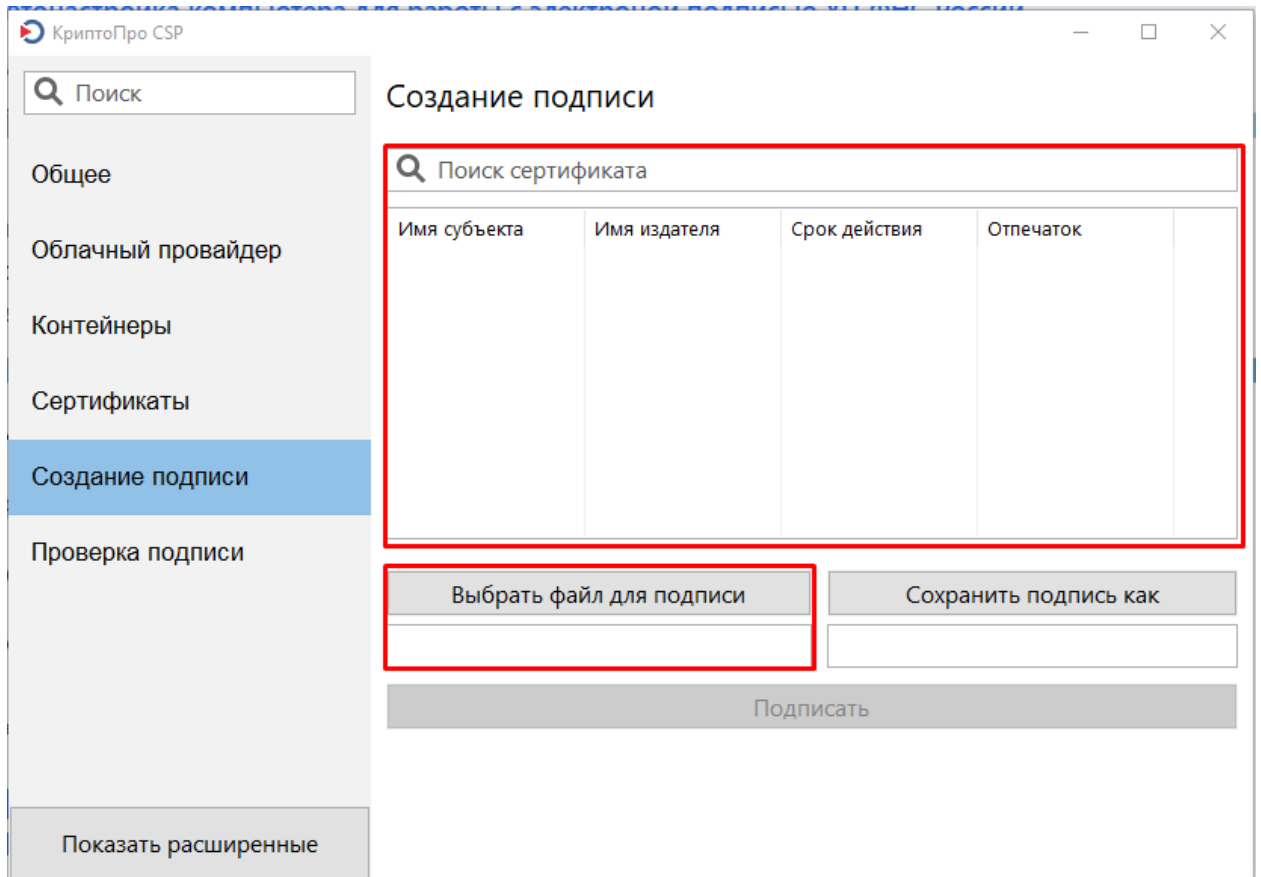 КриптоПро CSP
Поиск
Общее
Облачный провайдер
Контейнеры
Сертификаты
Создание подписи
Проверка подписи
Показать расширенные
Создание подписи
Поиск сертификата
Имя субъекта Имя издателя Срок действия Отпечаток
Выбрать файл для подписи Сохранить подпись как
Подписать